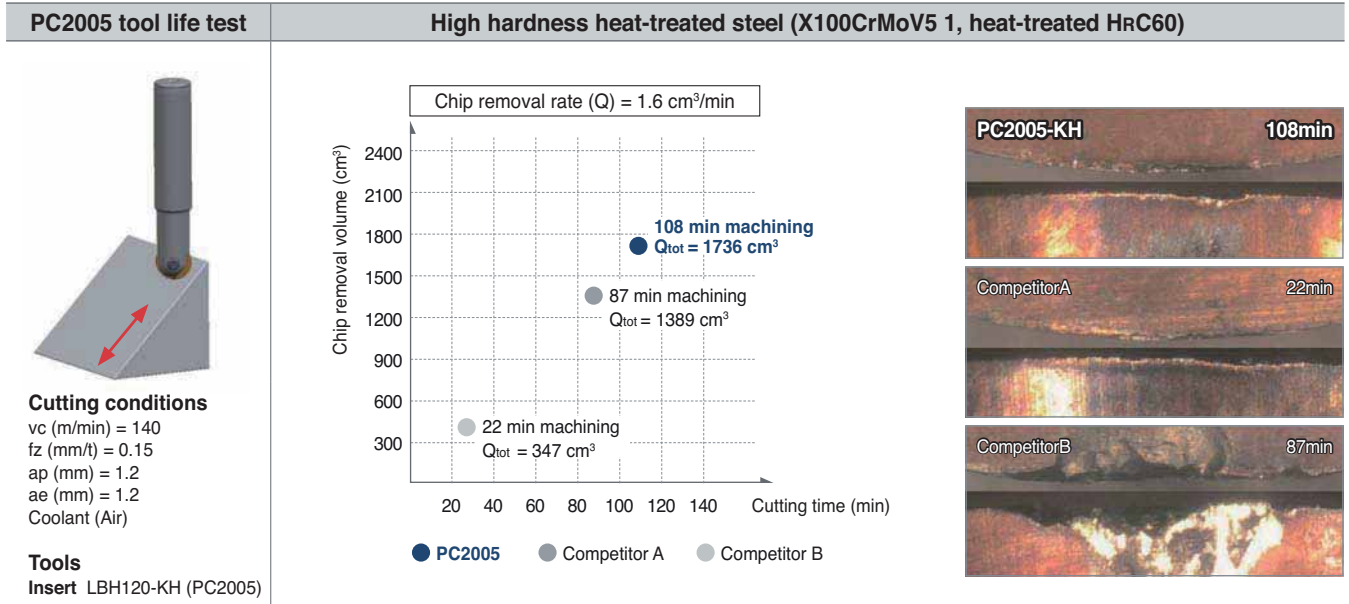 PC2005 tool life test
High hardness heat-treated steel (X100CrMoV5 1, heat-treated HRC60)
Cutting conditions
vc (m/min) = 140
fz (mm/t) = 0.15
ap (mm) = 1.2
ae (mm) = 1.2
Coolant (Air)
Tools
Insert LBH120-KH (PC2005)
Chip removal rate (Q) = 1.6 cm³/min
Chip removal volume (cm³)
2400
2100
1800
1500
1200
900
600
300
108 min machining
Qtot = 1736 cm³
87 min machining
Qtot = 1389 cm³
22 min machining
Qtot = 347 cm³
20 40 60 80 100 120 140 Cutting time (min)
PC2005 Competitor A Competitor B
PC2005-KH 108min
CompetitorA 22min
CompetitorB 87min